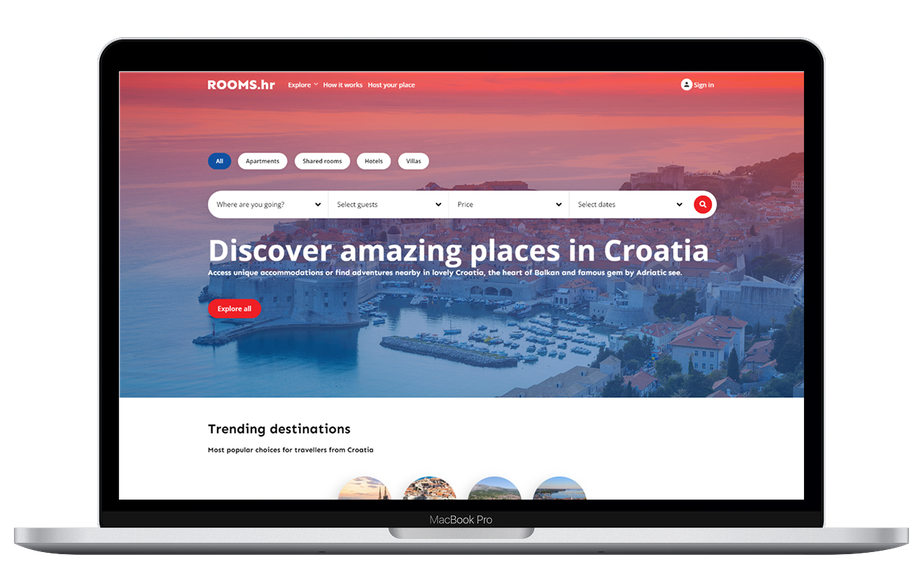 ROOMS.hr Explore How it works Host your place Sign in
All Apartments Shared rooms Hotels Villas
Where are you going? Select guests Price Select dates
Discover amazing places in Croatia
Access unique accommodations or find adventures nearby in lovely Croatia, the heart of Balkan and famous gem by Adriatic see.
Explore all
Trending destinations
Most popular choices for travellers from Croatia
MacBook Pro